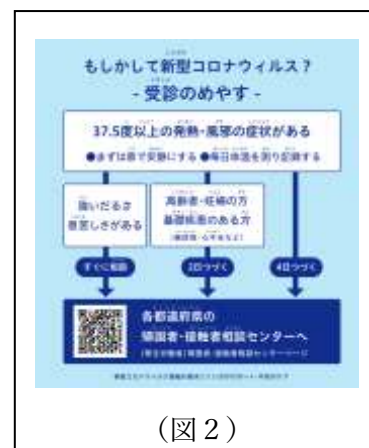 もしかして新型コロナウィルス？
- 受診のめやす -
37.5度以上の発熱・風邪の症状がある
●まずは家で安静にする ●毎日体温を測り記録する
強いだるさ
息苦しさがある
高齢者・妊婦の方
基礎疾患のある方
すぐに相談
2日つづく
4日つづく
各都道府県の
帰国者・接触者相談センターへ
(図２)